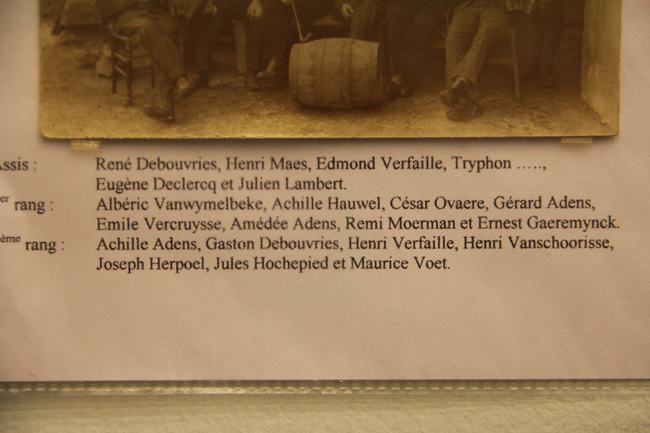 ssis : René Debouvries, Henri Maes, Edmond Verfaille, Tryphon .....,
Eugène Declercq et Julien Lambert.
er rang : Albéric Vanwymelbeke, Achille Hauwel, César Ovaere, Gérard Adens,
Emile Vercruysse, Amédée Adens, Remi Moerman et Ernest Gaeremynck.
ème rang : Achille Adens, Gaston Debouvries, Henri Verfaille, Henri Vanschoorisse,
Joseph Herpoel, Jules Hochepied et Maurice Voet.